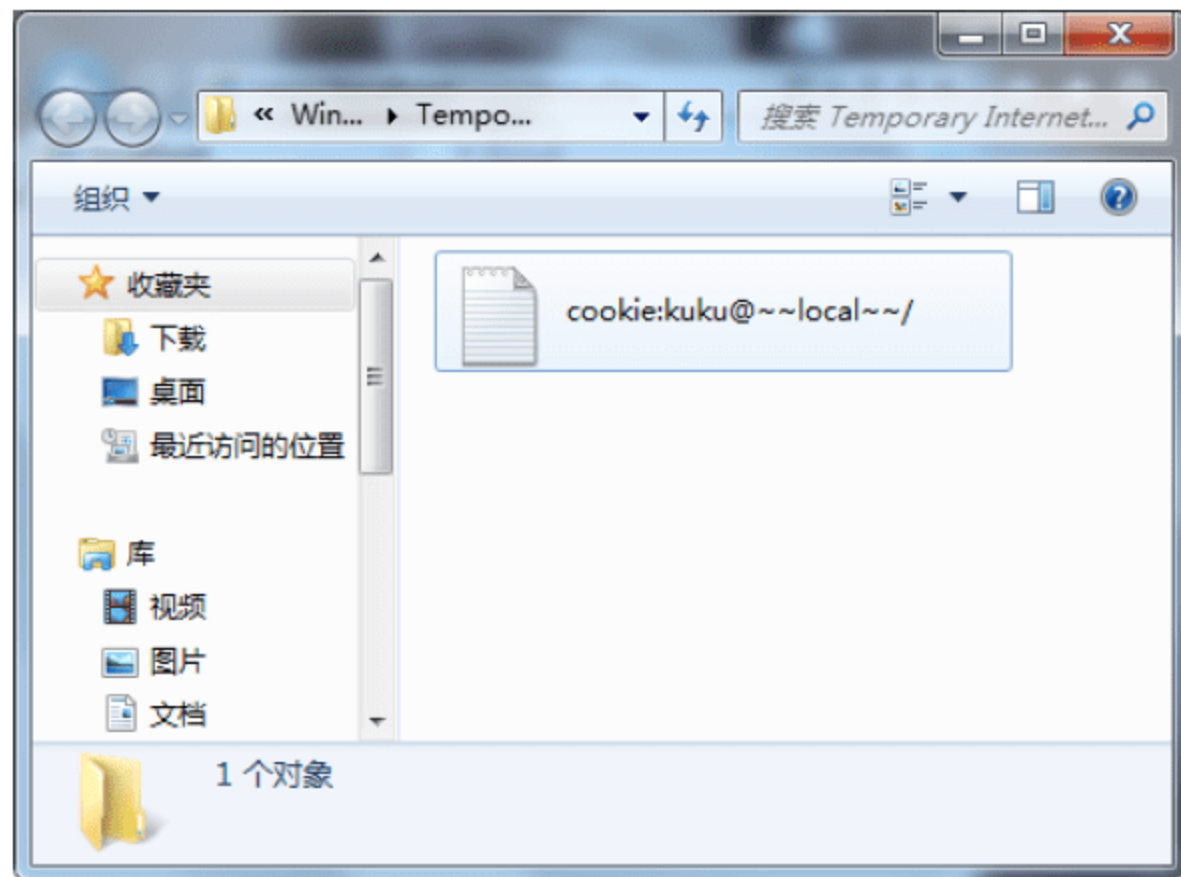 « Win... ▸ Tempo...
搜索 Temporary Internet...
组织
收藏夹
下载
桌面
最近访问的位置
库
视频
图片
文档
cookie:kuku@~~local~~/
1 个对象